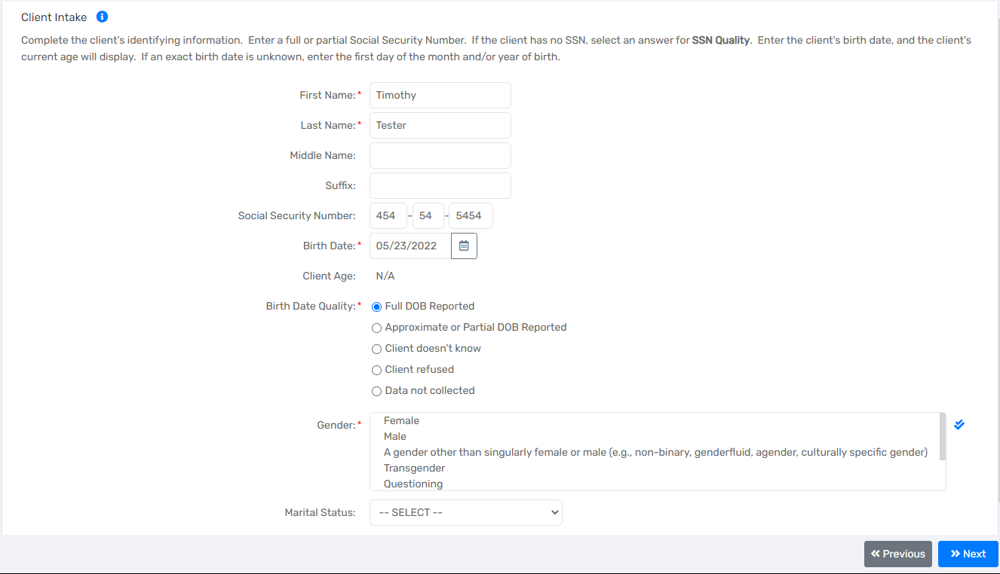 Client Intake
Complete the client's identifying information. Enter a full or partial Social Security Number. If the client has no SSN, select an answer for SSN Quality. Enter the client's birth date, and the client's
current age will display. If an exact birth date is unknown, enter the first day of the month and/or year of birth.
First Name:* Timothy
Last Name:* Tester
Middle Name:
Suffix:
Social Security Number: 454 - 54 - 5454
Birth Date:* 05/23/2022
Client Age: N/A
Birth Date Quality:* Full DOB Reported
Approximate or Partial DOB Reported
Client doesn't know
Client refused
Data not collected
Gender:* Female
Male
A gender other than singularly female or male (e.g., non-binary, genderfluid, agender, culturally specific gender)
Transgender
Questioning
Marital Status: -- SELECT --
Previous Next